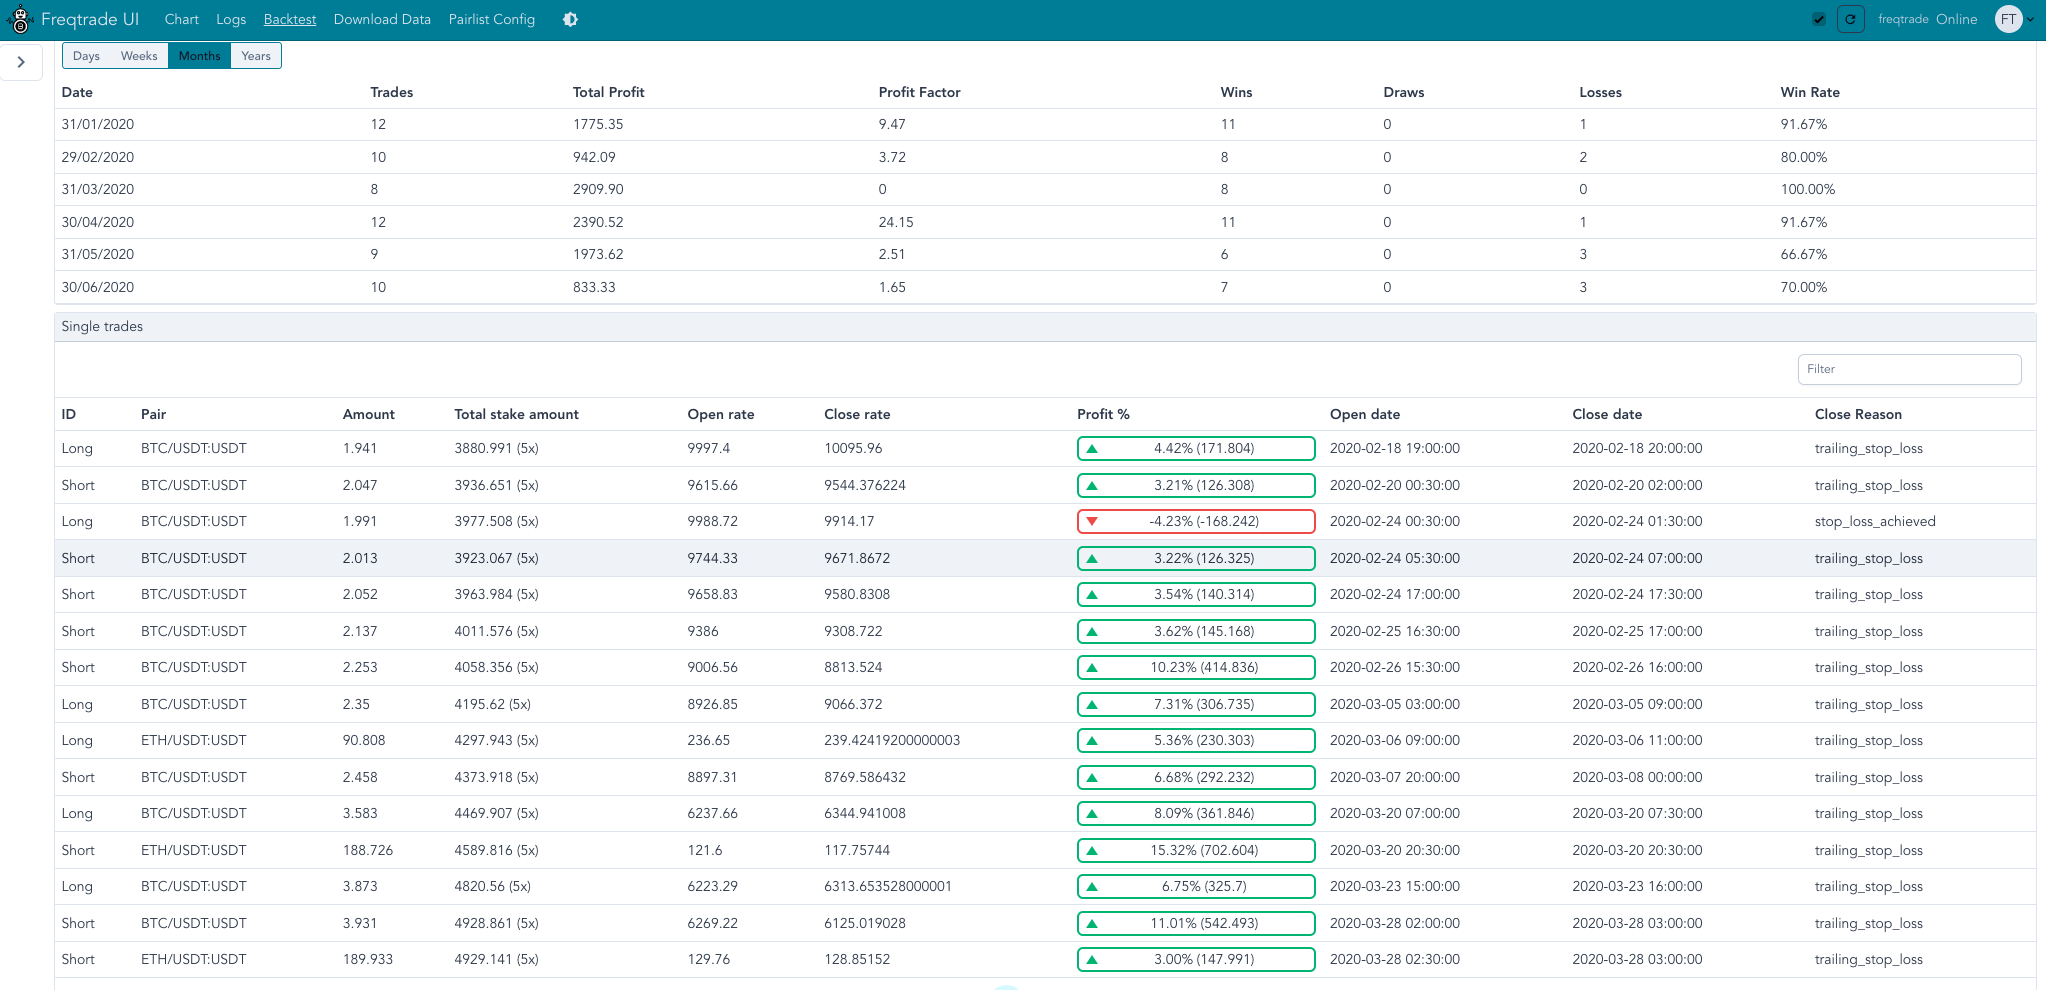 Freqtrade UI Chart Logs Backtest Download Data Pairlist Config freqtrade Online FT
Days Weeks Months Years
Date Trades Total Profit Profit Factor Wins Draws Losses Win Rate
31/01/2020 12 1775.35 9.47 11 0 1 91.67%
29/02/2020 10 942.09 3.72 8 0 2 80.00%
31/03/2020 8 2909.90 0 8 0 0 100.00%
30/04/2020 12 2390.52 24.15 11 0 1 91.67%
31/05/2020 9 1973.62 2.51 6 0 3 66.67%
30/06/2020 10 833.33 1.65 7 0 3 70.00%
Single trades
Filter
ID Pair Amount Total stake amount Open rate Close rate Profit % Open date Close date Close Reason
Long BTC/USDT:USDT 1.941 3880.991 (5x) 9997.4 10095.96 4.42% (171.804) 2020-02-18 19:00:00 2020-02-18 20:00:00 trailing_stop_loss
Short BTC/USDT:USDT 2.047 3936.651 (5x) 9615.66 9544.376224 3.21% (126.308) 2020-02-20 00:30:00 2020-02-20 02:00:00 trailing_stop_loss
Long BTC/USDT:USDT 1.991 3977.508 (5x) 9988.72 9914.17 -4.23% (-168.242) 2020-02-24 00:30:00 2020-02-24 01:30:00 stop_loss_achieved
Short BTC/USDT:USDT 2.013 3923.067 (5x) 9744.33 9671.8672 3.22% (126.325) 2020-02-24 05:30:00 2020-02-24 07:00:00 trailing_stop_loss
Short BTC/USDT:USDT 2.052 3963.984 (5x) 9658.83 9580.8308 3.54% (140.314) 2020-02-24 17:00:00 2020-02-24 17:30:00 trailing_stop_loss
Short BTC/USDT:USDT 2.137 4011.576 (5x) 9386 9308.722 3.62% (145.168) 2020-02-25 16:30:00 2020-02-25 17:00:00 trailing_stop_loss
Short BTC/USDT:USDT 2.253 4058.356 (5x) 9006.56 8813.524 10.23% (414.836) 2020-02-26 15:30:00 2020-02-26 16:00:00 trailing_stop_loss
Long BTC/USDT:USDT 2.35 4195.62 (5x) 8926.85 9066.372 7.31% (306.735) 2020-03-05 03:00:00 2020-03-05 09:00:00 trailing_stop_loss
Long ETH/USDT:USDT 90.808 4297.943 (5x) 236.65 239.42419200000003 5.36% (230.303) 2020-03-06 09:00:00 2020-03-06 11:00:00 trailing_stop_loss
Short BTC/USDT:USDT 2.458 4373.918 (5x) 8897.31 8769.586432 6.68% (292.232) 2020-03-07 20:00:00 2020-03-08 00:00:00 trailing_stop_loss
Long BTC/USDT:USDT 3.583 4469.907 (5x) 6237.66 6344.941008 8.09% (361.846) 2020-03-20 07:00:00 2020-03-20 07:30:00 trailing_stop_loss
Short ETH/USDT:USDT 188.726 4589.816 (5x) 121.6 117.75744 15.32% (702.604) 2020-03-20 20:30:00 2020-03-20 20:30:00 trailing_stop_loss
Long BTC/USDT:USDT 3.873 4820.56 (5x) 6223.29 6313.653528000001 6.75% (325.7) 2020-03-23 15:00:00 2020-03-23 16:00:00 trailing_stop_loss
Short BTC/USDT:USDT 3.931 4928.861 (5x) 6269.22 6125.019028 11.01% (542.493) 2020-03-28 02:00:00 2020-03-28 03:00:00 trailing_stop_loss
Short ETH/USDT:USDT 189.933 4929.141 (5x) 129.76 128.85152 3.00% (147.991) 2020-03-28 02:30:00 2020-03-28 03:00:00 trailing_stop_loss